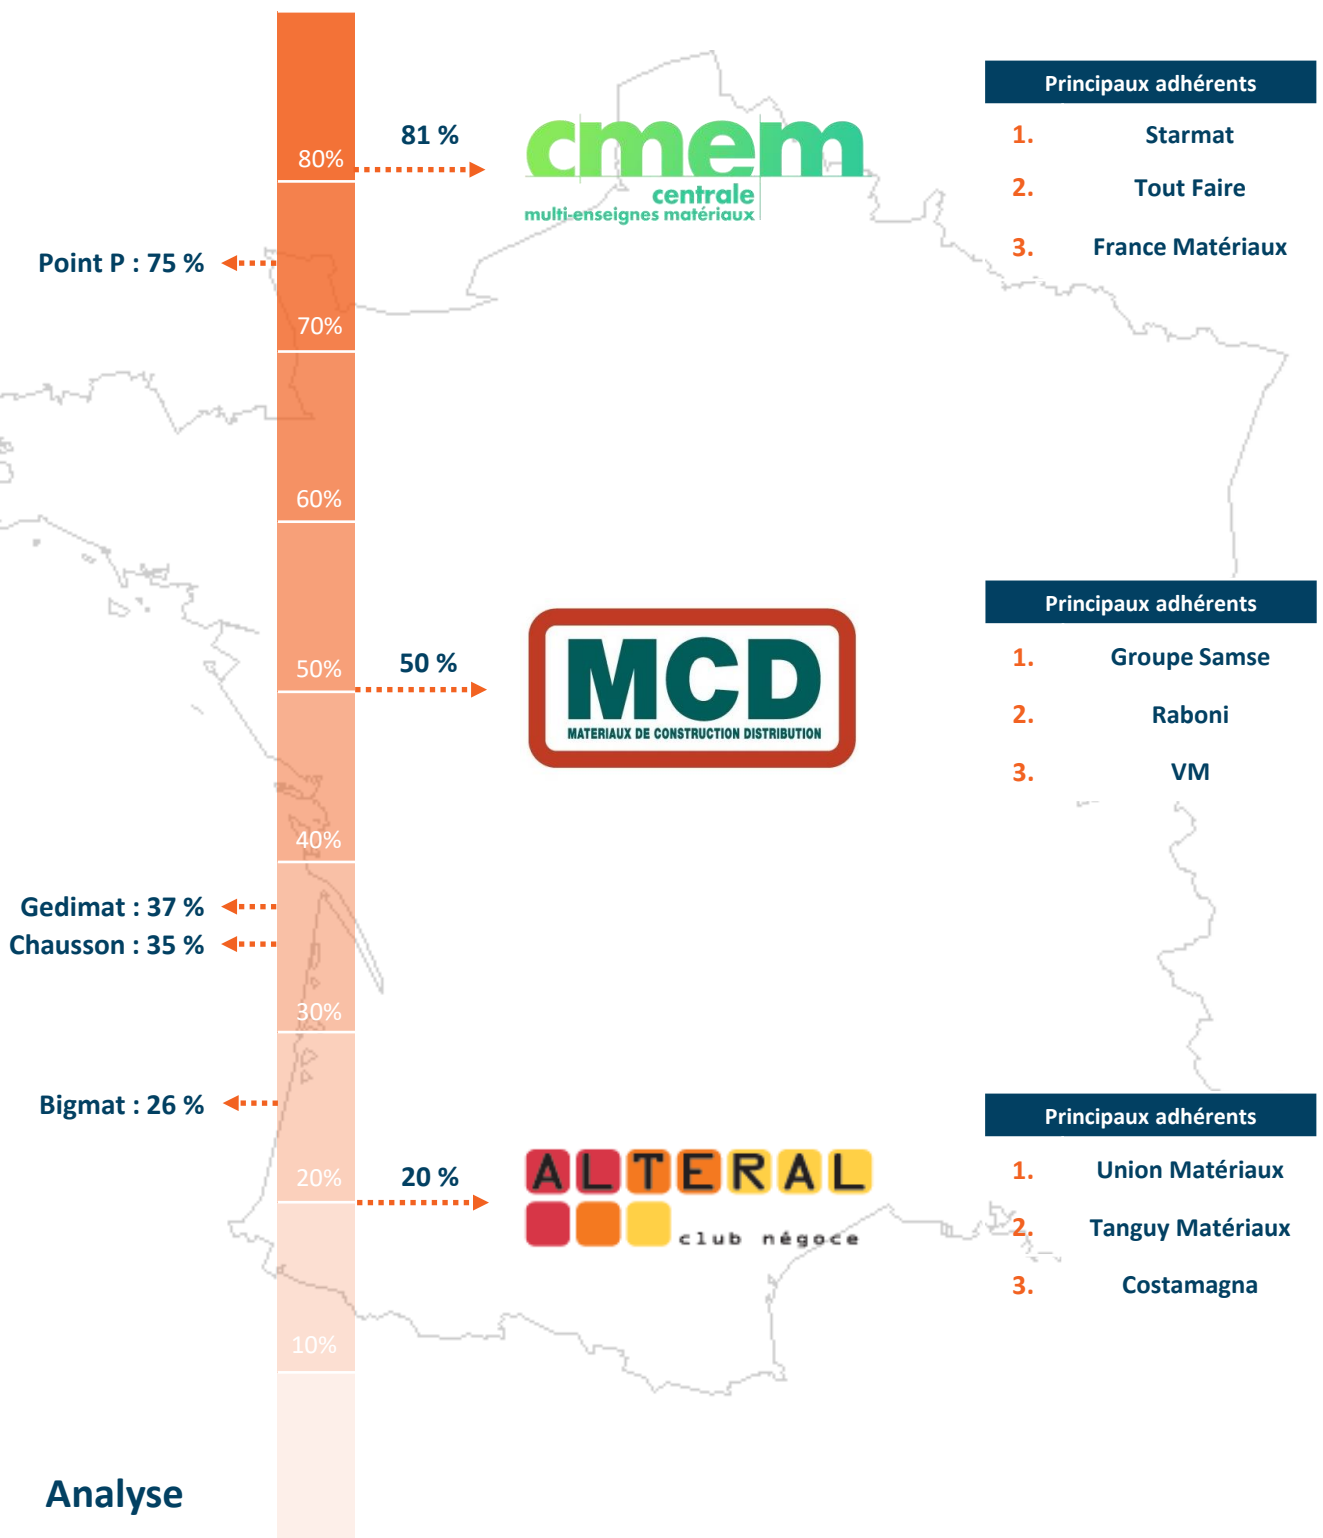 Principaux adhérents
81 %
1. Starmat
80%
cmem
centrale
multi-enseignes matériaux
2. Tout Faire
3. France Matériaux
Point P : 75 %
70%
60%
Principaux adhérents
50 %
50%
1. Groupe Samse
MCD
MATERIAUX DE CONSTRUCTION DISTRIBUTION
2. Raboni
3. VM
40%
Gedimat : 37 %
Chausson : 35 %
30%
Bigmat : 26 %
Principaux adhérents
20%
20 %
ALTERAL
club négoce
1. Union Matériaux
2. Tanguy Matériaux
3. Costamagna
10%
Analyse